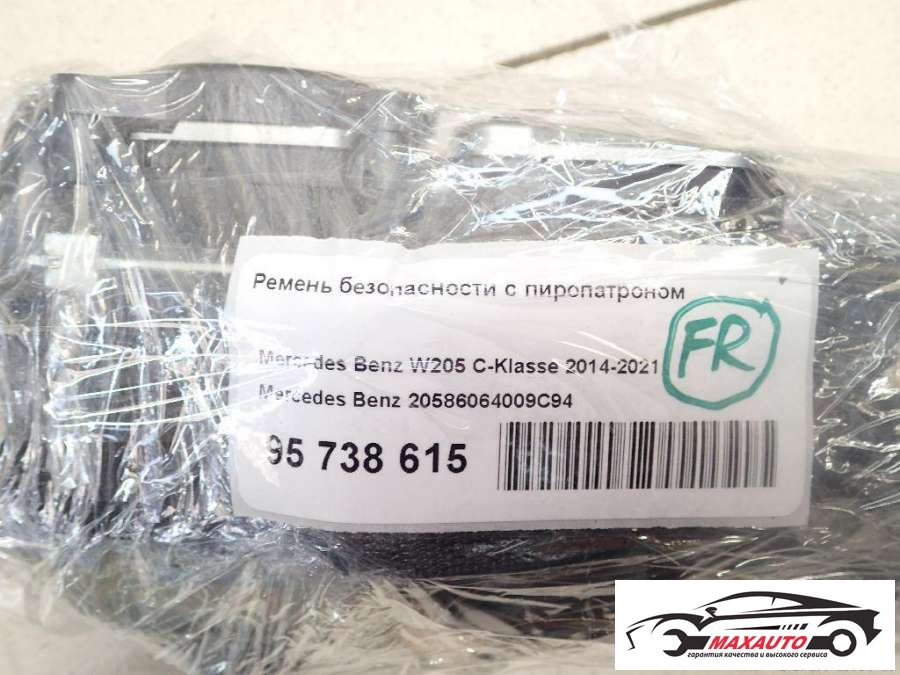 Ремень безопасности с пиропатроном
FR
Mercedes Benz W205 C-Klasse 2014-2021
Mercedes Benz 20586064009C94
95 738 615
MAXAUTO
гарантия качества и высокого сервиса